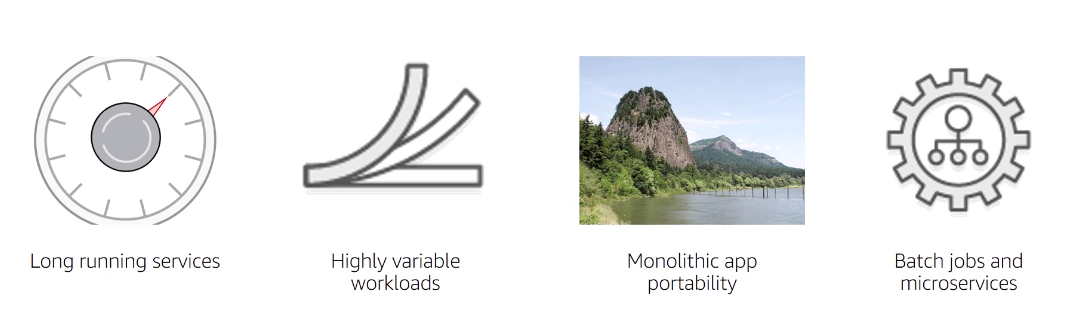 Long running services
Highly variable
workloads
Monolithic app
portability
Batch jobs and
microservices